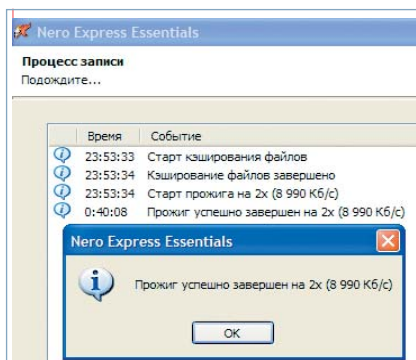 Nero Express Essentials
Процесс записи
Подождите...
Время Событие
23:53:33 Старт кэширования файлов
23:53:34 Кэширование файлов завершено
23:53:34 Старт прожига на 2x (8 990 Кб/с)
0:40:08 Прожиг успешно завершен на 2x (8 990 Кб/с)
Nero Express Essentials
Прожиг успешно завершен на 2x (8 990 Кб/с)
OK